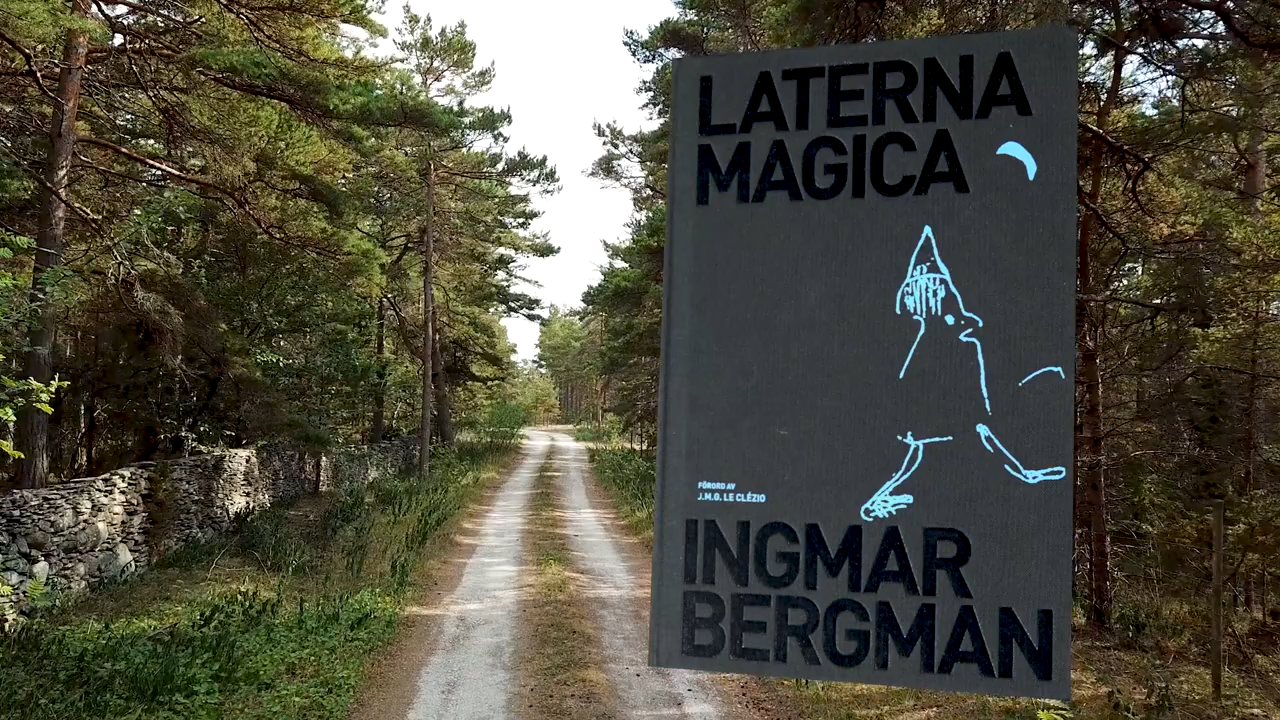 LATERNA
MAGICA
FÖRORD AV
J.M.G. LE CLÉZIO
INGMAR
BERGMAN